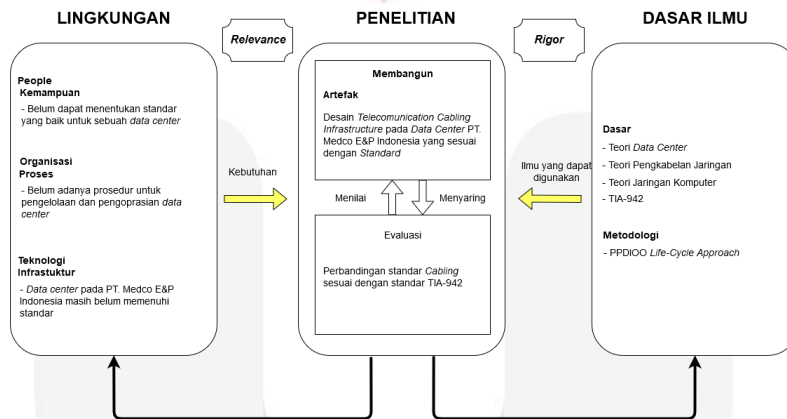 LINGKUNGAN
Relevance
PENELITIAN
Rigor
DASAR ILMU
People
Kemampuan
- Belum dapat menentukan standar
yang baik untuk sebuah data center
Organisasi
Proses
- Belum adanya prosedur untuk
pengelolaan dan pengoprasian data
center
Teknologi
Infrastuktur
- Data center pada PT. Medco E&P
Indonesia masih belum memenuhi
standar
Kebutuhan
Membangun
Artefak
Desain Telecomunication Cabling
Infrastructure pada Data Center PT.
Medco E&P Indonesia yang sesuai
dengan Standard
Menilai
Menyaring
Evaluasi
Perbandingan standar Cabling
sesuai dengan standar TIA-942
Ilmu yang dapat
digunakan
Dasar
- Teori Data Center
- Teori Pengkabelan Jaringan
- Teori Jaringan Komputer
- TIA-942
Metodologi
- PPDIOO Life-Cycle Approach